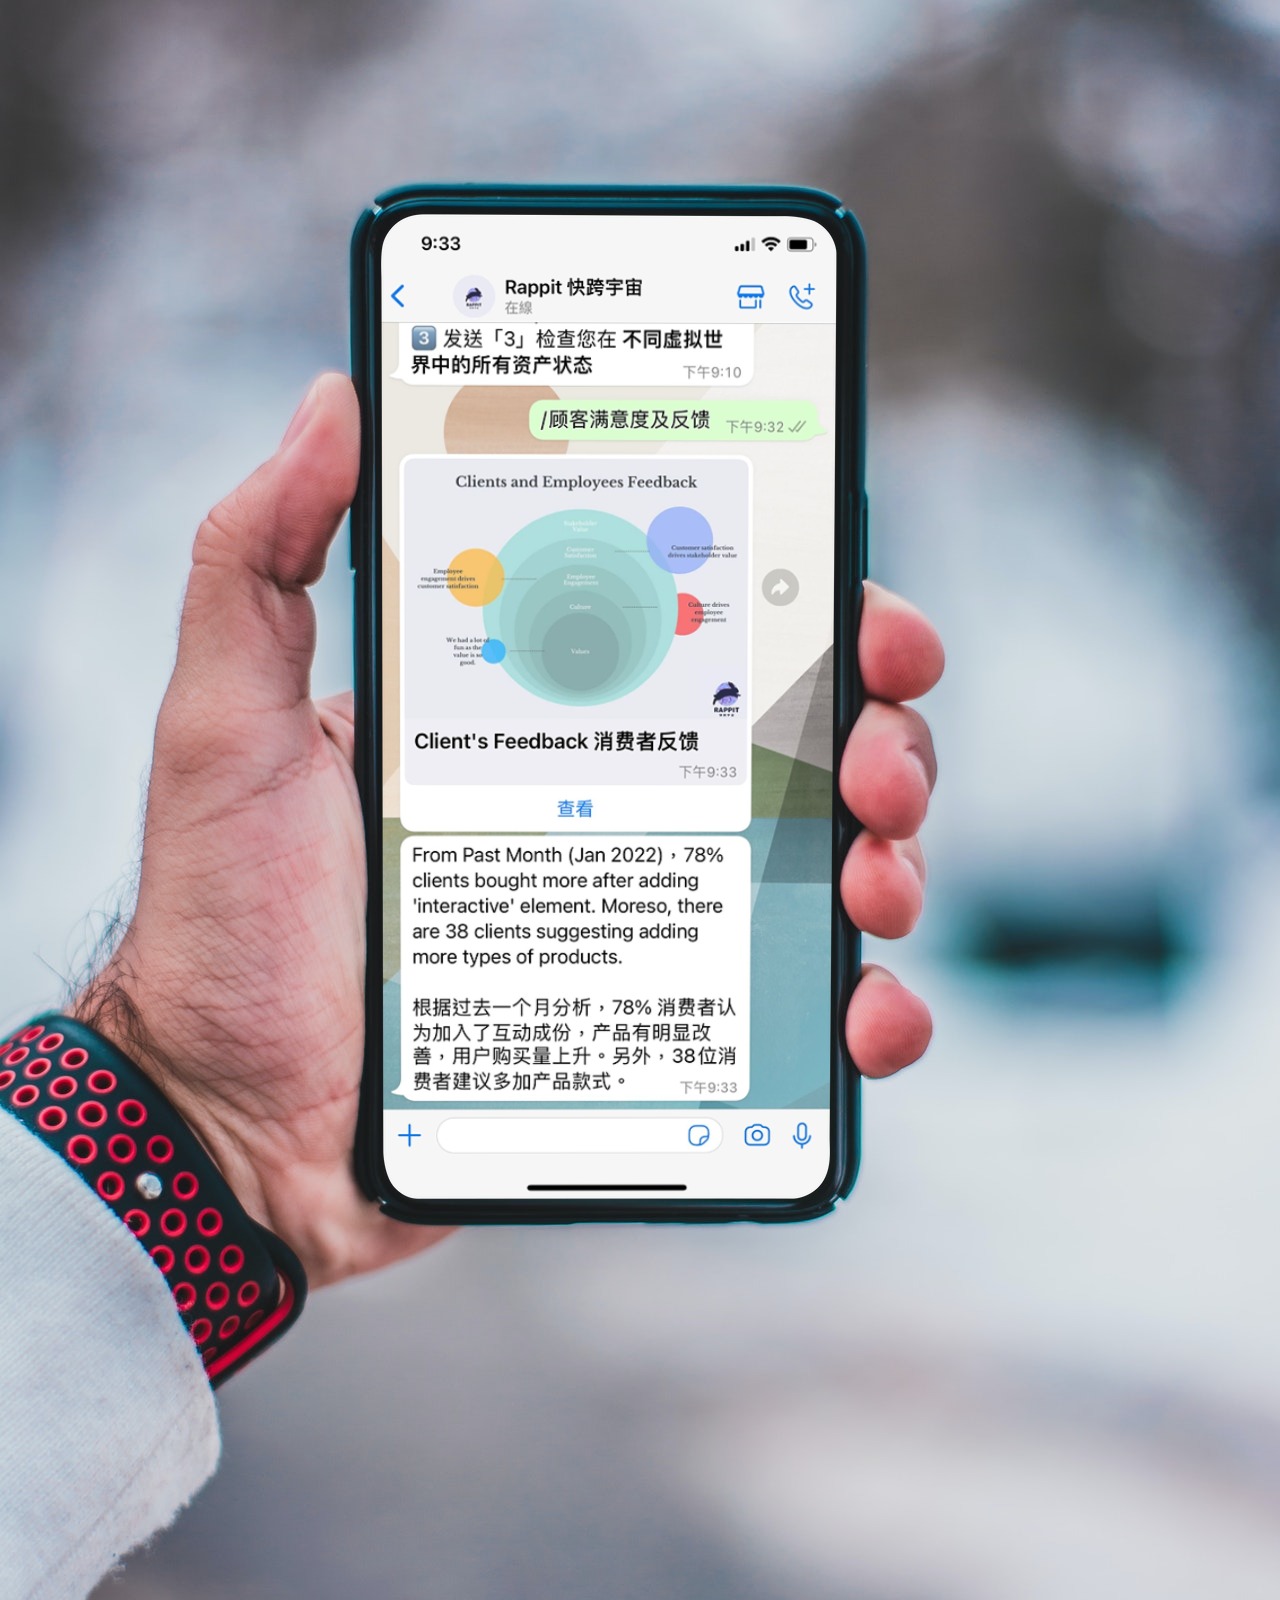 9:33
Rappit 快跨宇宙
在線
3 发送「3」检查您在 不同虚拟世
界中的所有资产状态
下午9:10
/顾客满意度及反馈 下午9:32
Clients and Employees Feedback
Stakeholder
Value
Customer
Satisfaction
Customer satisfaction
drives stakeholder value
Employee
engagement drives
customer satisfaction
Employee
Engagement
Culture
Culture drives
employee
engagement
We had a lot of
fun as the
value is so
good.
Values
RAPPIT
Client's Feedback 消费者反馈
下午9:33
查看
From Past Month (Jan 2022)，78%
clients bought more after adding
'interactive' element. Moreso, there
are 38 clients suggesting adding
more types of products.
根据过去一个月分析，78% 消费者认
为加入了互动成份，产品有明显改
善，用户购买量上升。另外，38位消
费者建议多加产品款式。
下午9:33